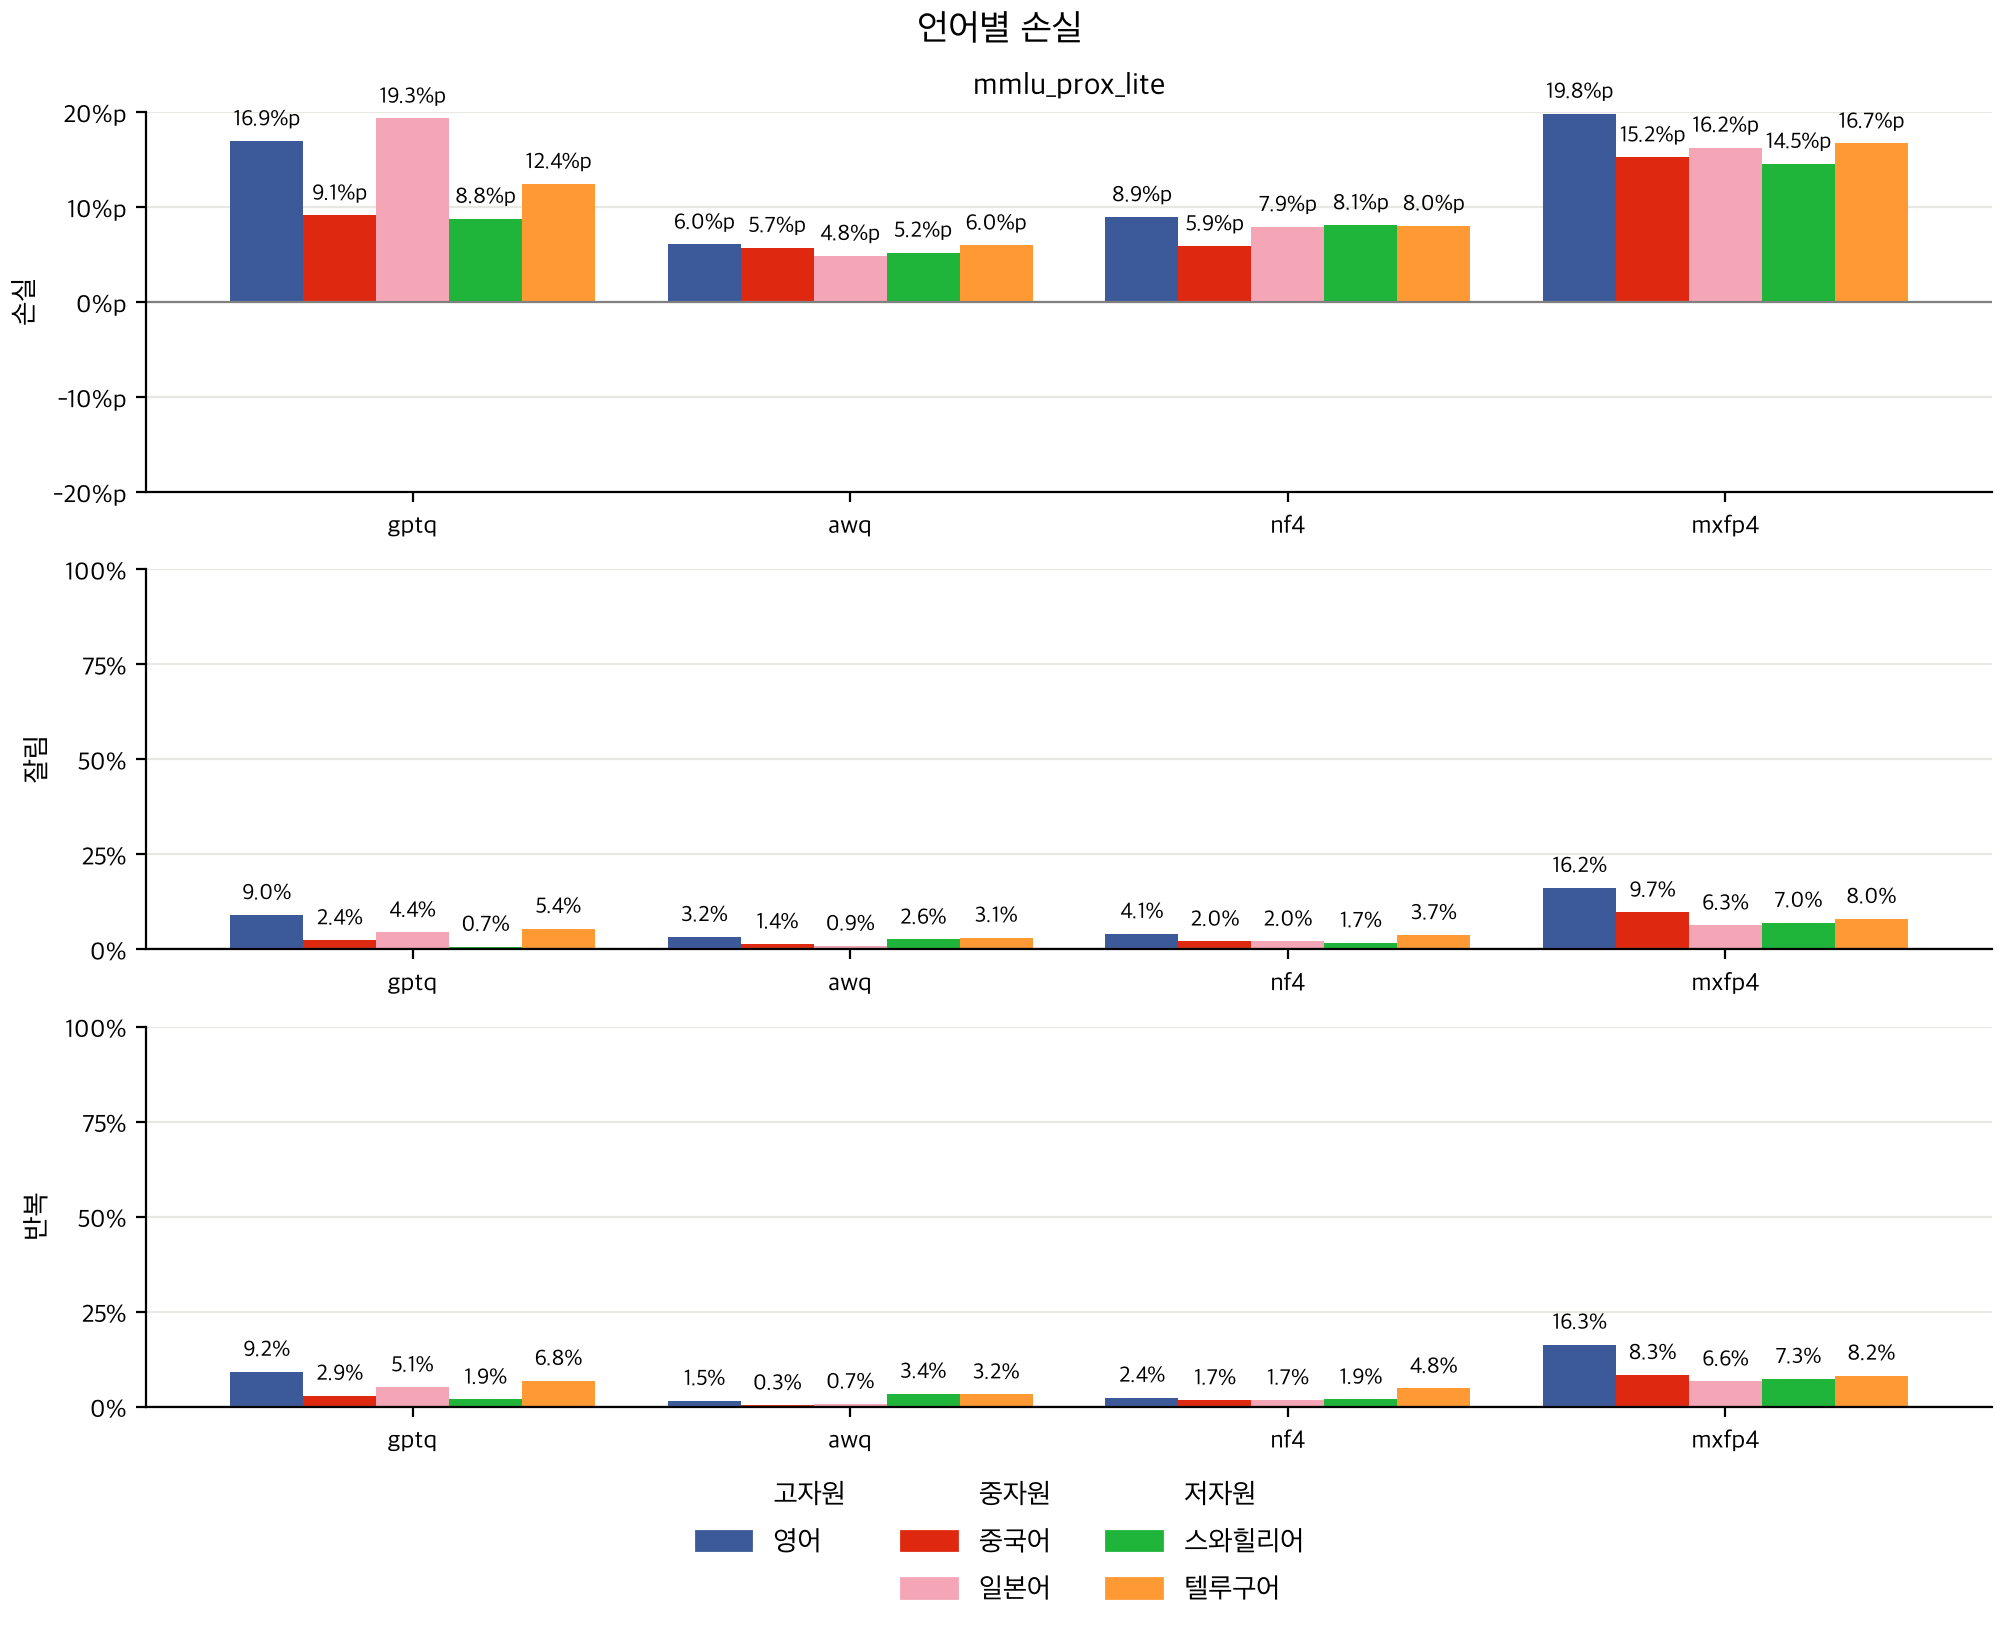 언어별 손실
mmlu_prox_lite
손실
20%p
10%p
0%p
-10%p
-20%p
16.9%p 9.1%p 19.3%p 8.8%p 12.4%p
6.0%p 5.7%p 4.8%p 5.2%p 6.0%p
8.9%p 5.9%p 7.9%p 8.1%p 8.0%p
19.8%p 15.2%p 16.2%p 14.5%p 16.7%p
gptq awq nf4 mxfp4
잘림
100%
75%
50%
25%
0%
9.0% 2.4% 4.4% 0.7% 5.4%
3.2% 1.4% 0.9% 2.6% 3.1%
4.1% 2.0% 2.0% 1.7% 3.7%
16.2% 9.7% 6.3% 7.0% 8.0%
gptq awq nf4 mxfp4
반복
100%
75%
50%
25%
0%
9.2% 2.9% 5.1% 1.9% 6.8%
1.5% 0.3% 0.7% 3.4% 3.2%
2.4% 1.7% 1.7% 1.9% 4.8%
16.3% 8.3% 6.6% 7.3% 8.2%
gptq awq nf4 mxfp4
고자원 중자원 저자원
영어 중국어 스와힐리어
일본어 텔루구어